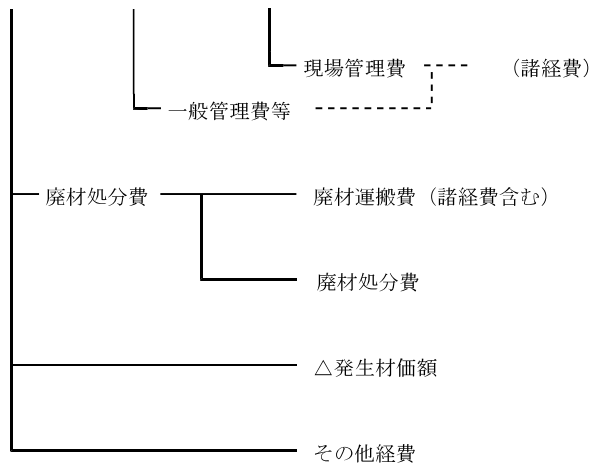 現場管理費 （諸経費）
一般管理費等
廃材処分費 廃材運搬費（諸経費含む）
廃材処分費
△発生材価額
その他経費